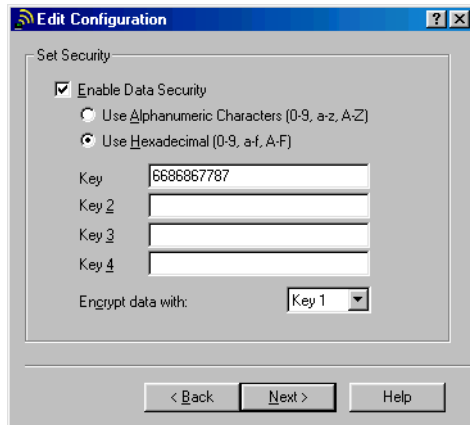 Edit Configuration
Set Security
Enable Data Security
Use Alphanumeric Characters (0-9, a-z, A-Z)
Use Hexadecimal (0-9, a-f, A-F)
Key 6686867787
Key 2
Key 3
Key 4
Encrypt data with: Key 1
< Back Next > Help